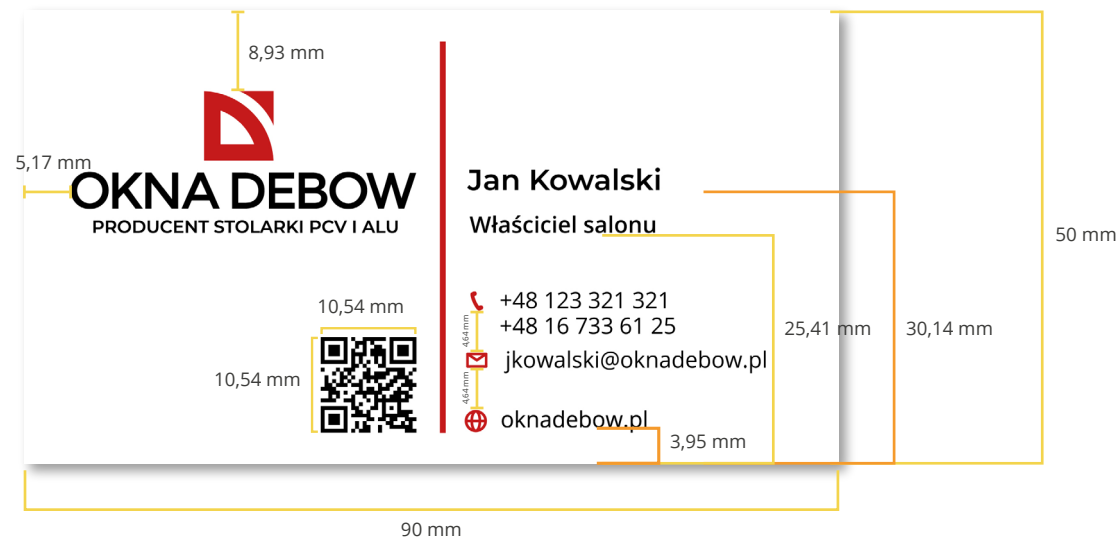 8,93 mm
5,17 mm
OKNA DEBOW
PRODUCENT STOLARKI PCV I ALU
10,54 mm
10,54 mm
Jan Kowalski
Właściciel salonu
+48 123 321 321
+48 16 733 61 25
4,64 mm
jkowalski@oknadebow.pl
4,64 mm
oknadebow.pl
3,95 mm
25,41 mm
30,14 mm
50 mm
90 mm